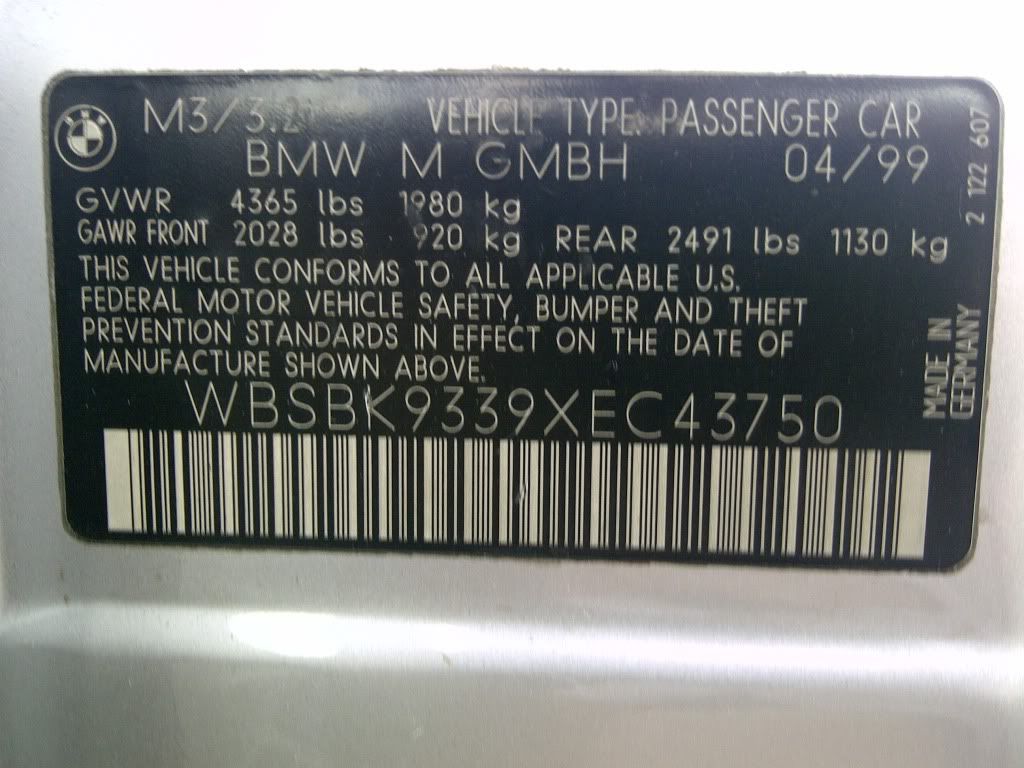 M3/3.2 VEHICLE TYPE: PASSENGER CAR
BMW M GMBH 04/99
GVWR 4365 lbs 1980 kg
GAWR FRONT 2028 lbs 920 kg REAR 2491 lbs 1130 kg
THIS VEHICLE CONFORMS TO ALL APPLICABLE U.S.
FEDERAL MOTOR VEHICLE SAFETY, BUMPER AND THEFT
PREVENTION STANDARDS IN EFFECT ON THE DATE OF
MANUFACTURE SHOWN ABOVE.
WBSBK9339XEC43750
2 122 607
MADE IN
GERMANY